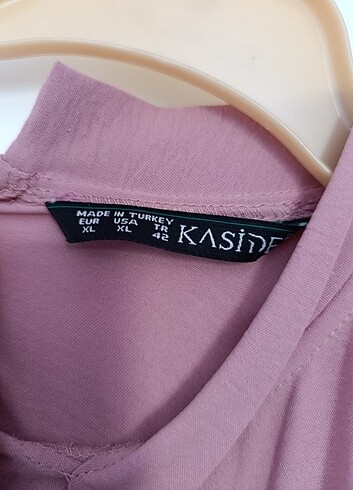 MADE IN TURKEY
EUR USA TR
XL XL 42
KASİDE